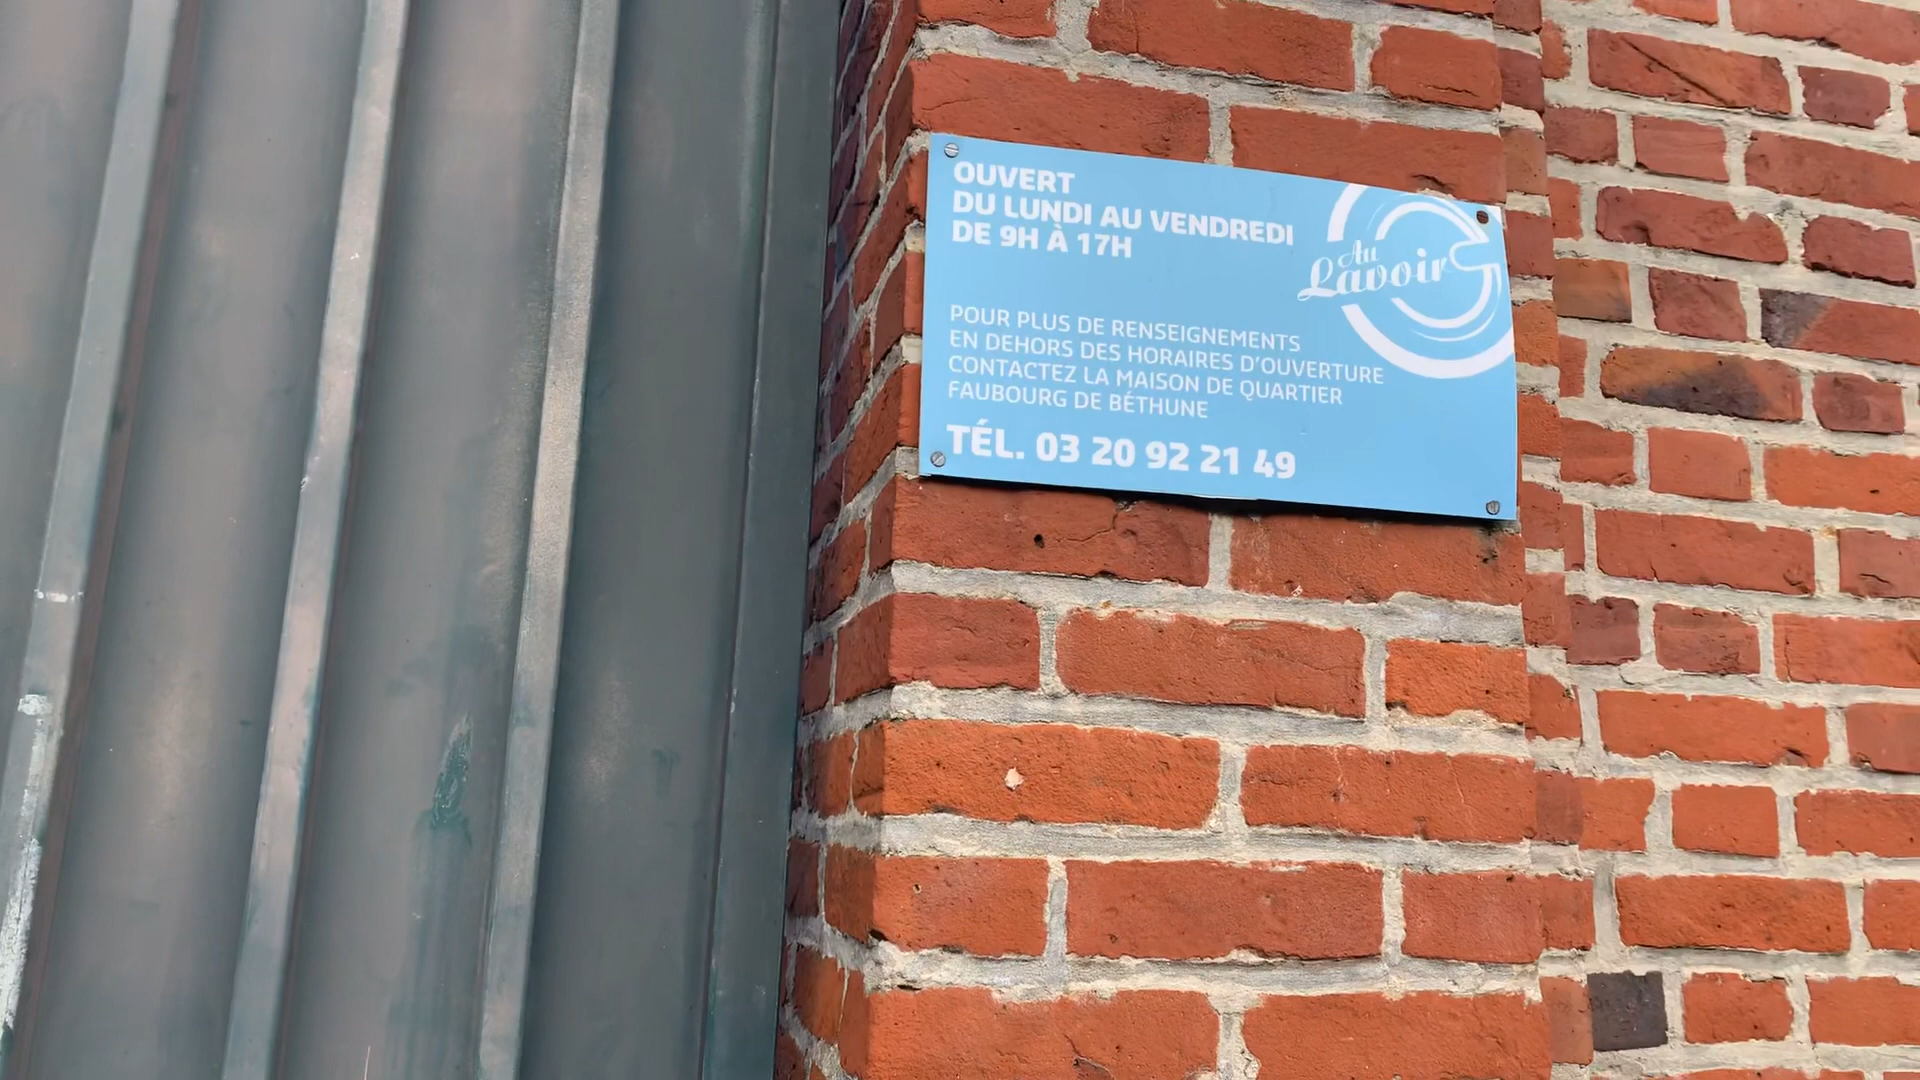 OUVERT
DU LUNDI AU VENDREDI
DE 9H À 17H
Au
Lavoir
POUR PLUS DE RENSEIGNEMENTS
EN DEHORS DES HORAIRES D'OUVERTURE
CONTACTEZ LA MAISON DE QUARTIER
FAUBOURG DE BÉTHUNE
TÉL. 03 20 92 21 49